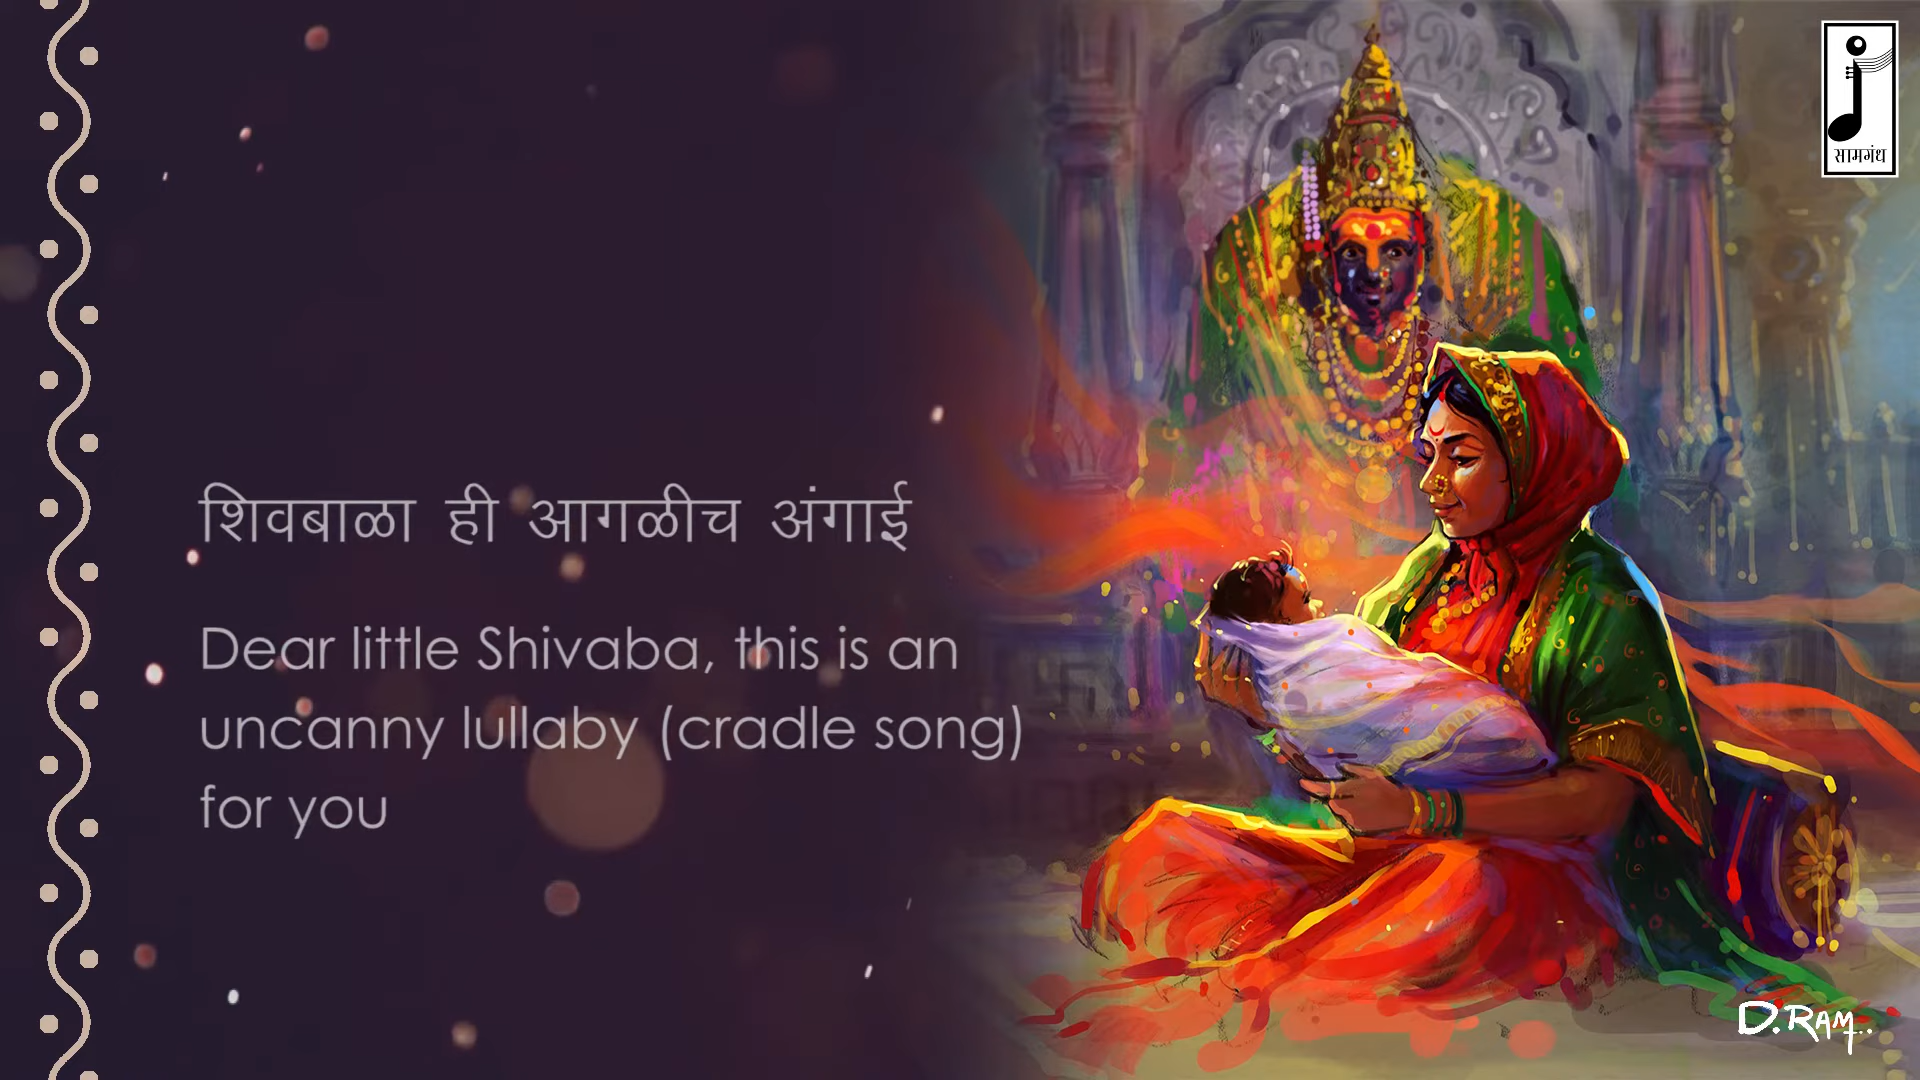 सामगंध
शिवबाळा ही आगळीच अंगाई
Dear little Shivaba, this is an
uncanny lullaby (cradle song)
for you
D.RAM...